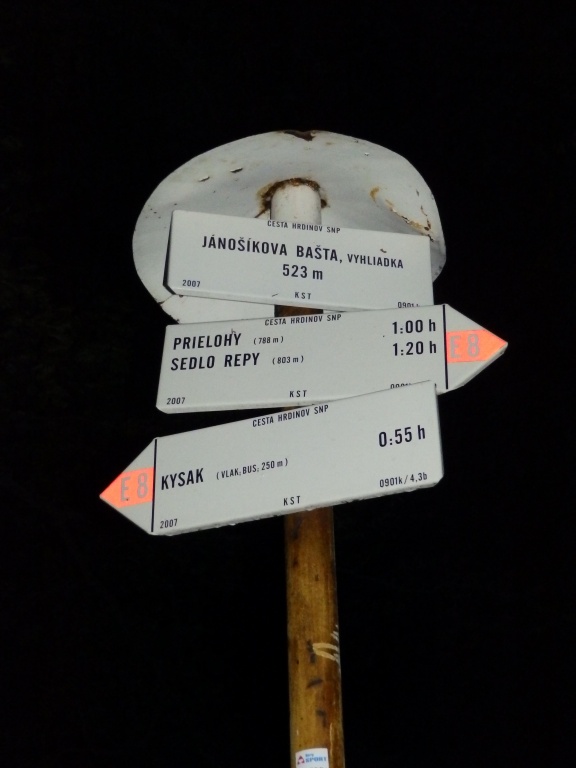 CESTA HRDINOV SNP
JÁNOŠÍKOVA BAŠTA, VYHLIADKA
523 m
2007 KST 0901
CESTA HRDINOV SNP
PRIELOHY (788 m) 1:00 h
SEDLO REPY (803 m) 1:20 h
E8
2007 KST
CESTA HRDINOV SNP
E8 KYSAK (VLAK, BUS, 250 m) 0:55 h
2007 KST 0901k/4,3b
SPORT